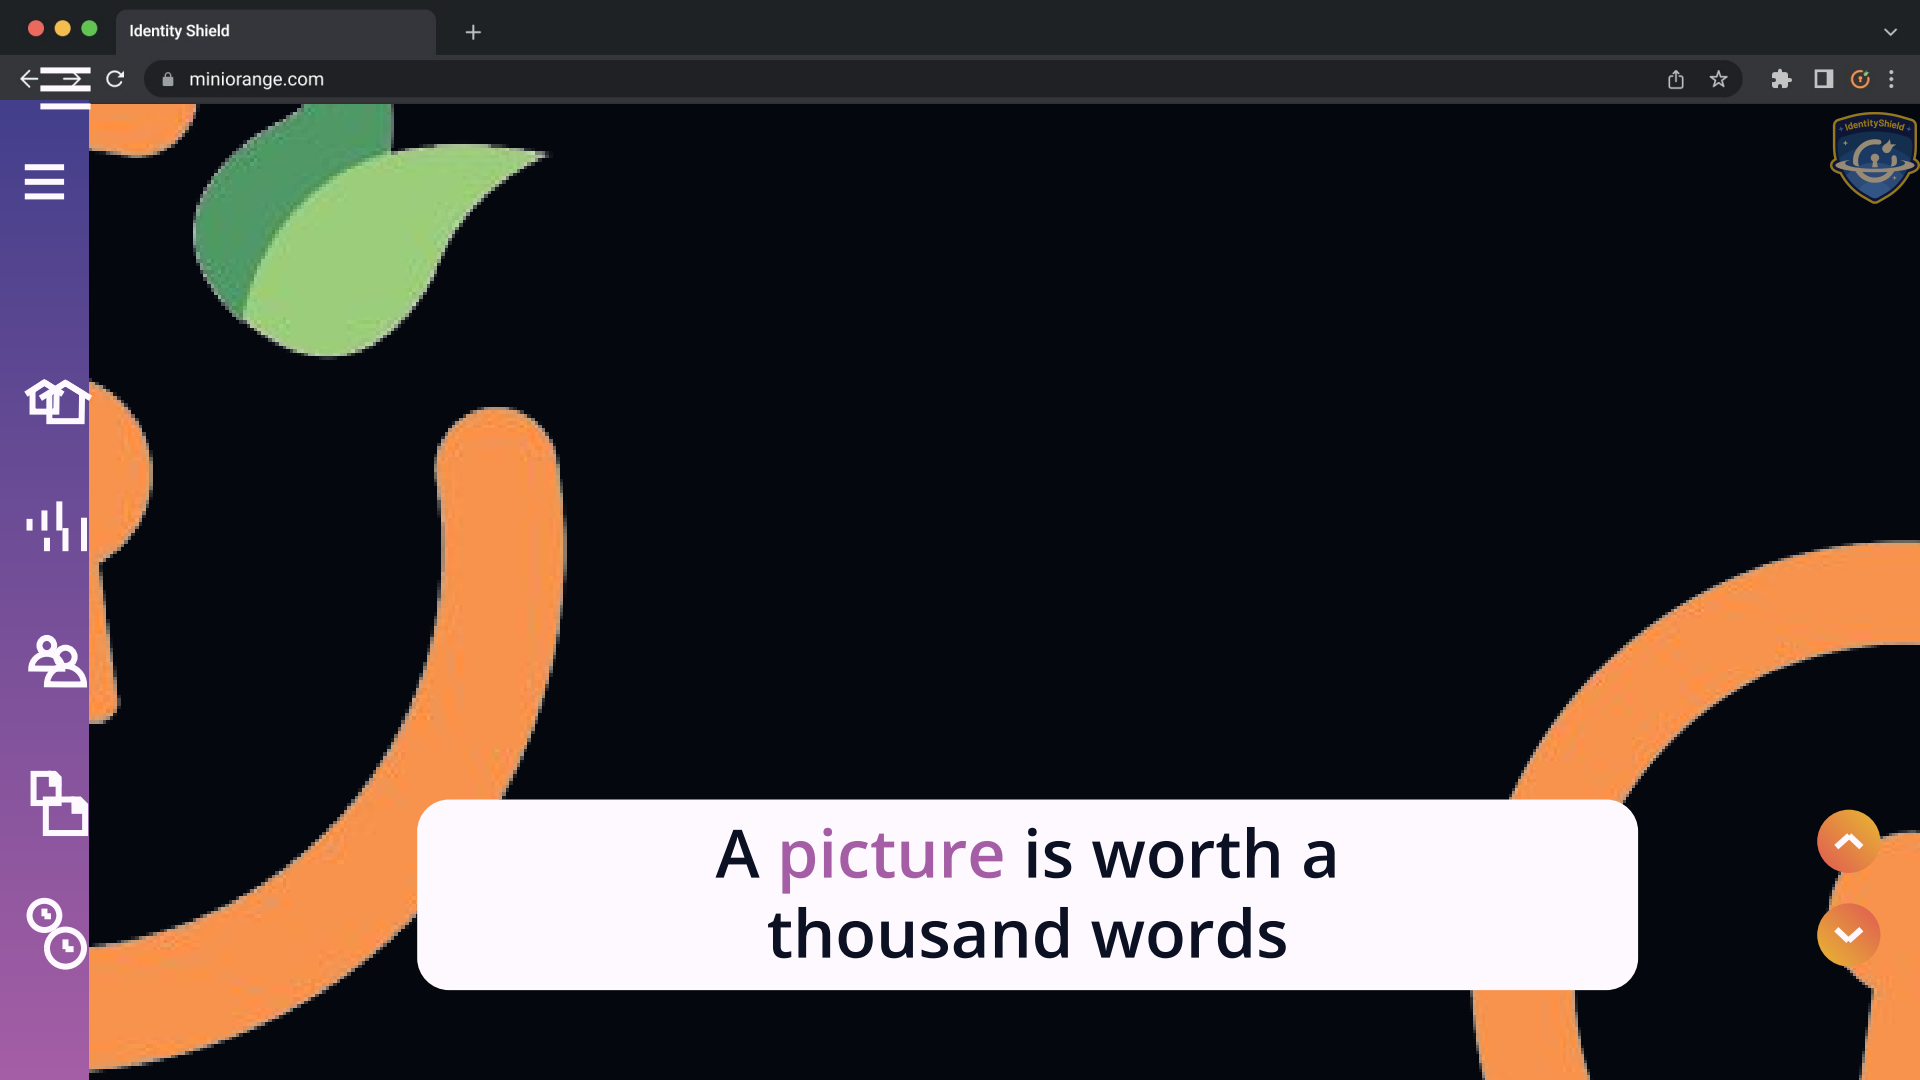 Identity Shield
miniorange.com
IdentityShield
A picture is worth a
thousand words